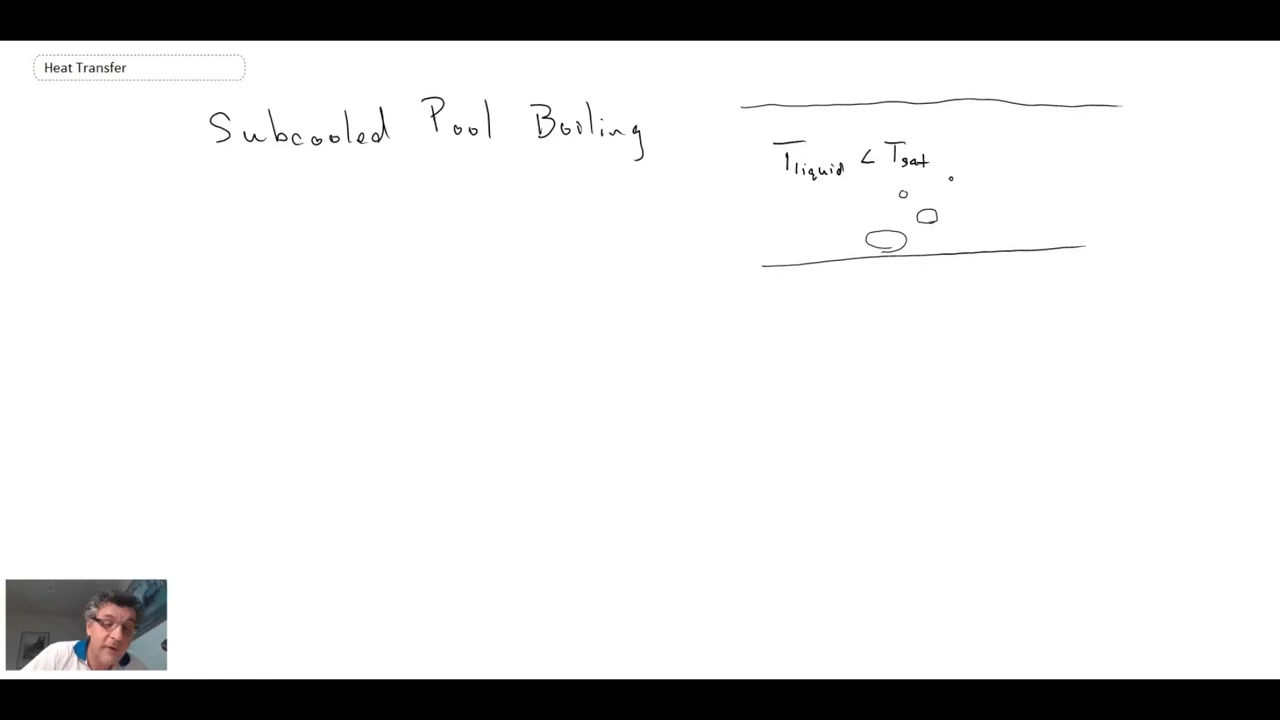 Heat Transfer
Subcooled Pool Boiling
Tliquid < Tsat